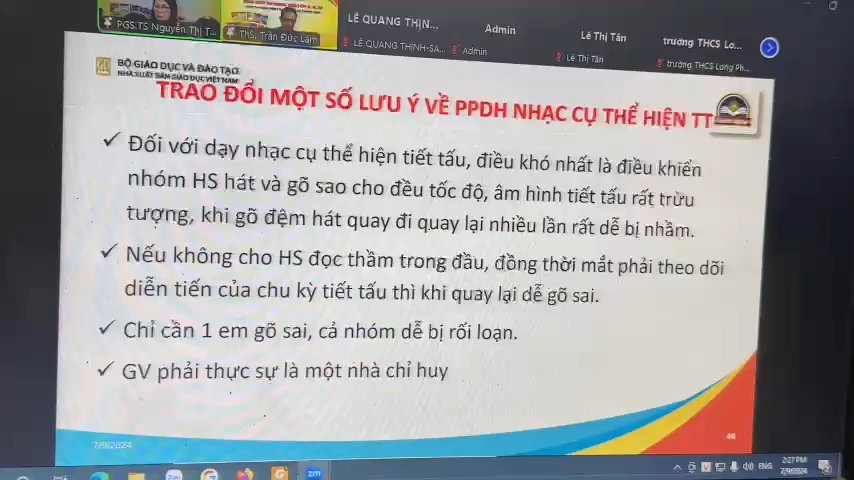 PGS.TS Nguyễn Thị T...
ThS. Trần Đức Lâm
LÊ QUANG THỊN...
LÊ QUANG THỊNH-SA...
Admin
Admin
Lê Thị Tân
Lê Thị Tân
trường THCS Lo...
trường THCS Long Ph...
BỘ GIÁO DỤC VÀ ĐÀO TẠO
NHÀ XUẤT BẢN GIÁO DỤC VIỆT NAM
TRAO ĐỔI MỘT SỐ LƯU Ý VỀ PPDH NHẠC CỤ THỂ HIỆN TT
✓ Đối với dạy nhạc cụ thể hiện tiết tấu, điều khó nhất là điều khiển
nhóm HS hát và gõ sao cho đều tốc độ, âm hình tiết tấu rất trừu
tượng, khi gõ đệm hát quay đi quay lại nhiều lần rất dễ bị nhầm.
✓ Nếu không cho HS đọc thầm trong đầu, đồng thời mắt phải theo dõi
diễn tiến của chu kỳ tiết tấu thì khi quay lại dễ gõ sai.
✓ Chỉ cần 1 em gõ sai, cả nhóm dễ bị rối loạn.
✓ GV phải thực sự là một nhà chỉ huy
7/9/2024
46
zm
ENG
2:27 PM
7/9/2024